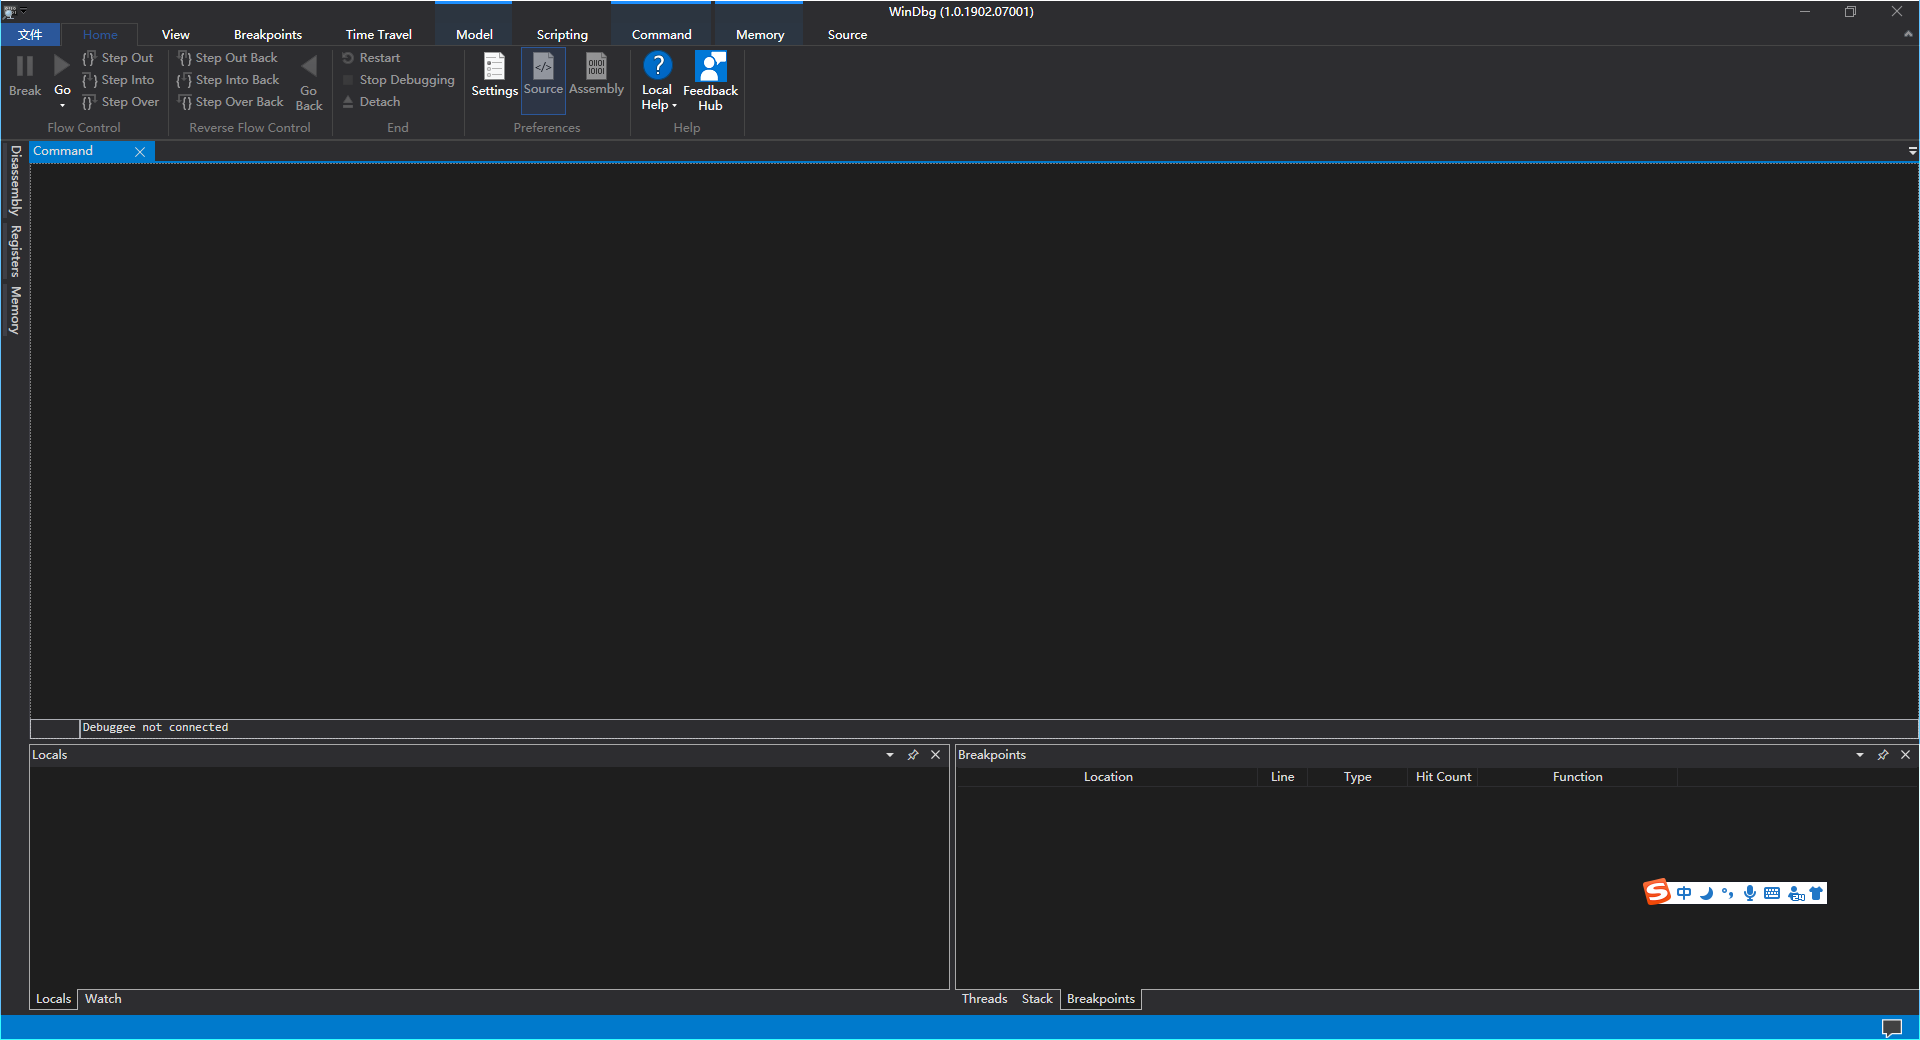 WinDbg (1.0.1902.07001)
文件 Home View Breakpoints Time Travel Model Scripting Command Memory Source
Break
Go
Step Out
Step Into
Step Over
Flow Control
Step Out Back
Step Into Back
Step Over Back
Go Back
Reverse Flow Control
Restart
Stop Debugging
Detach
End
Settings
Source
Assembly
Preferences
Local Help
Feedback Hub
Help
Disassembly
Registers
Memory
Command
Debuggee not connected
Locals
Locals Watch
Breakpoints
Location Line Type Hit Count Function
S 中
Threads Stack Breakpoints